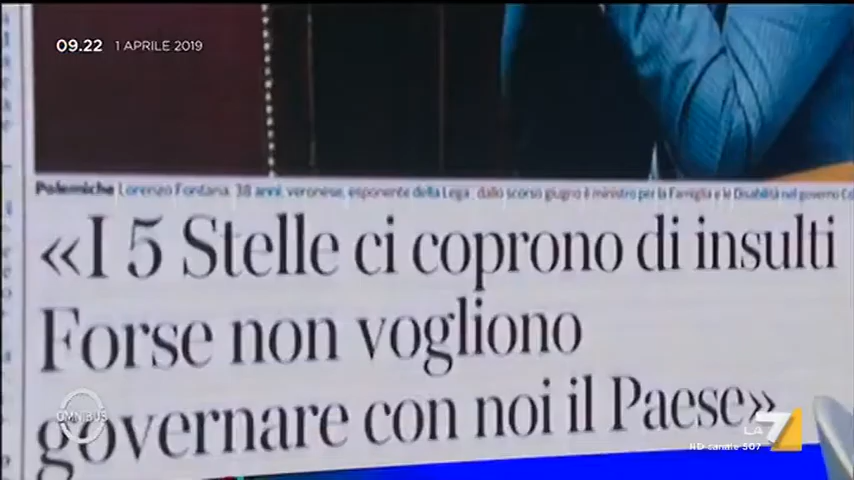 09.22 1 APRILE 2019
Polemiche Lorenzo Fontana, 38 anni, veronese, esponente della Lega, dallo scorso giugno è ministro per la Famiglia e le Disabilità nel governo
«I 5 Stelle ci coprono di insulti
Forse non vogliono
governare con noi il Paese»
OMNIBUS
LA 7
HD canale 507